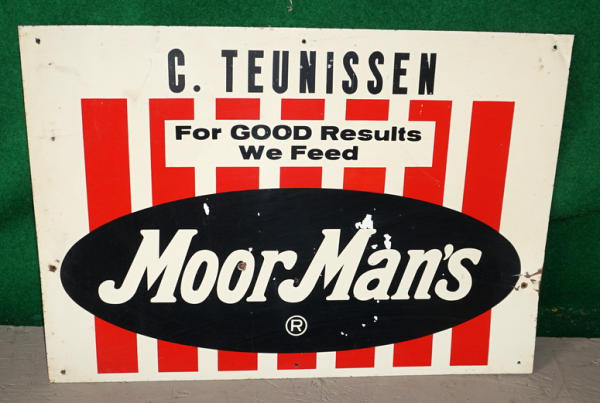 C. TEUNISSEN
For GOOD Results
We Feed
MoorMan's
®